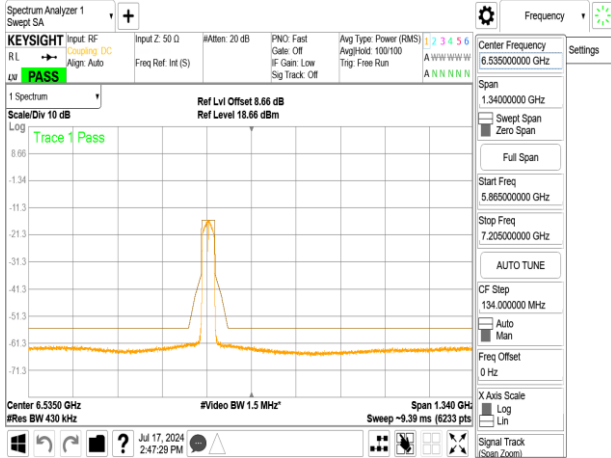 Spectrum Analyzer 1
Swept SA
Frequency
KEYSIGHT
RL
LXI
PASS
Input: RF
Coupling: DC
Align: Auto
Input Z: 50 Ω
Freq Ref: Int (S)
#Atten: 20 dB
PNO: Fast
Gate: Off
IF Gain: Low
Sig Track: Off
Avg Type: Power (RMS)
Avg|Hold: 100/100
Trig: Free Run
1 2 3 4 5 6
A W W W W W
A N N N N N
1 Spectrum
Scale/Div 10 dB
Ref Lvl Offset 8.66 dB
Ref Level 18.66 dBm
Log
Trace 1 Pass
8.66
-1.34
-11.3
-21.3
-31.3
-41.3
-51.3
-61.3
-71.3
Center 6.5350 GHz
#Res BW 430 kHz
#Video BW 1.5 MHz*
Span 1.340 GHz
Sweep ~9.39 ms (6233 pts
Center Frequency
6.535000000 GHz
Settings
Span
1.34000000 GHz
Swept Span
Zero Span
Full Span
Start Freq
5.865000000 GHz
Stop Freq
7.205000000 GHz
AUTO TUNE
CF Step
134.000000 MHz
Auto
Man
Freq Offset
0 Hz
X Axis Scale
Log
Lin
Signal Track
(Span Zoom)
?
Jul 17, 2024
2:47:29 PM